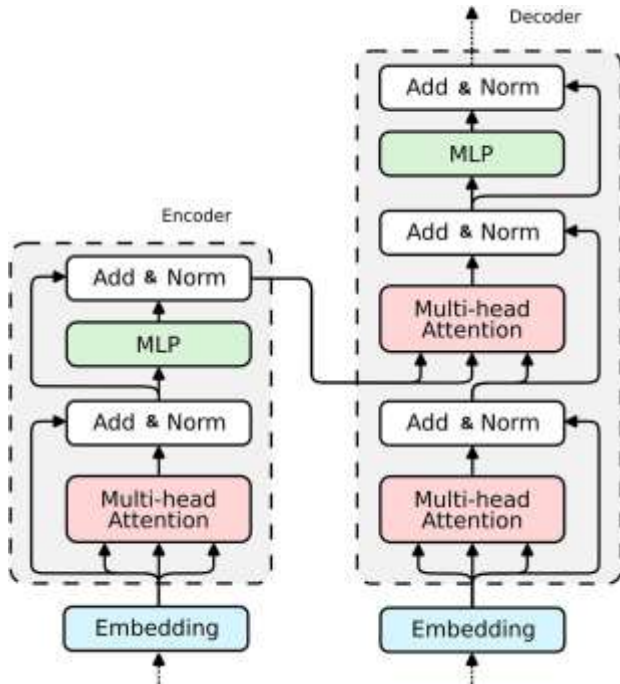 Encoder
Add & Norm
MLP
Add & Norm
Multi-head
Attention
Embedding
Decoder
Add & Norm
MLP
Add & Norm
Multi-head
Attention
Add & Norm
Multi-head
Attention
Embedding